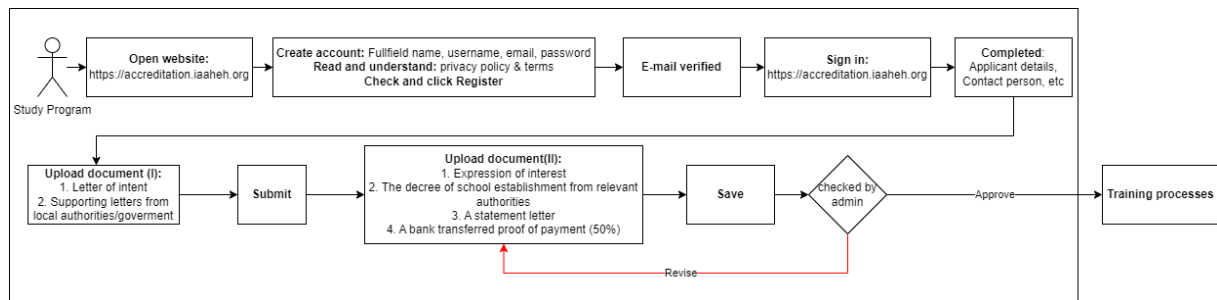 Study Program
Open website:
https://accreditation.iaaheh.org
Create account: Fullfield name, username, email, password
Read and understand: privacy policy & terms
Check and click Register
E-mail verified
Sign in:
https://accreditation.iaaheh.org
Completed:
Applicant details,
Contact person, etc
Upload document (I):
1. Letter of intent
2. Supporting letters from
local authorities/goverment
Submit
Upload document(II):
1. Expression of interest
2. The decree of school establishment from relevant
authorities
3. A statement letter
4. A bank transferred proof of payment (50%)
Save
checked by
admin
Approve
Training processes
Revise